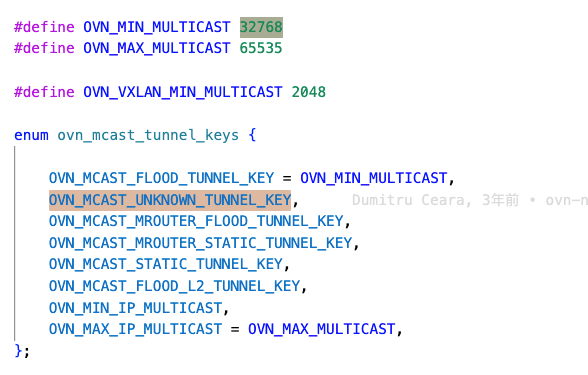 #define OVN_MIN_MULTICAST 32768
#define OVN_MAX_MULTICAST 65535
#define OVN_VXLAN_MIN_MULTICAST 2048
enum ovn_mcast_tunnel_keys {
OVN_MCAST_FLOOD_TUNNEL_KEY = OVN_MIN_MULTICAST,
OVN_MCAST_UNKNOWN_TUNNEL_KEY, Dumitru Ceara, 3年前 • ovn-n
OVN_MCAST_MROUTER_FLOOD_TUNNEL_KEY,
OVN_MCAST_MROUTER_STATIC_TUNNEL_KEY,
OVN_MCAST_STATIC_TUNNEL_KEY,
OVN_MCAST_FLOOD_L2_TUNNEL_KEY,
OVN_MIN_IP_MULTICAST,
OVN_MAX_IP_MULTICAST = OVN_MAX_MULTICAST,
};